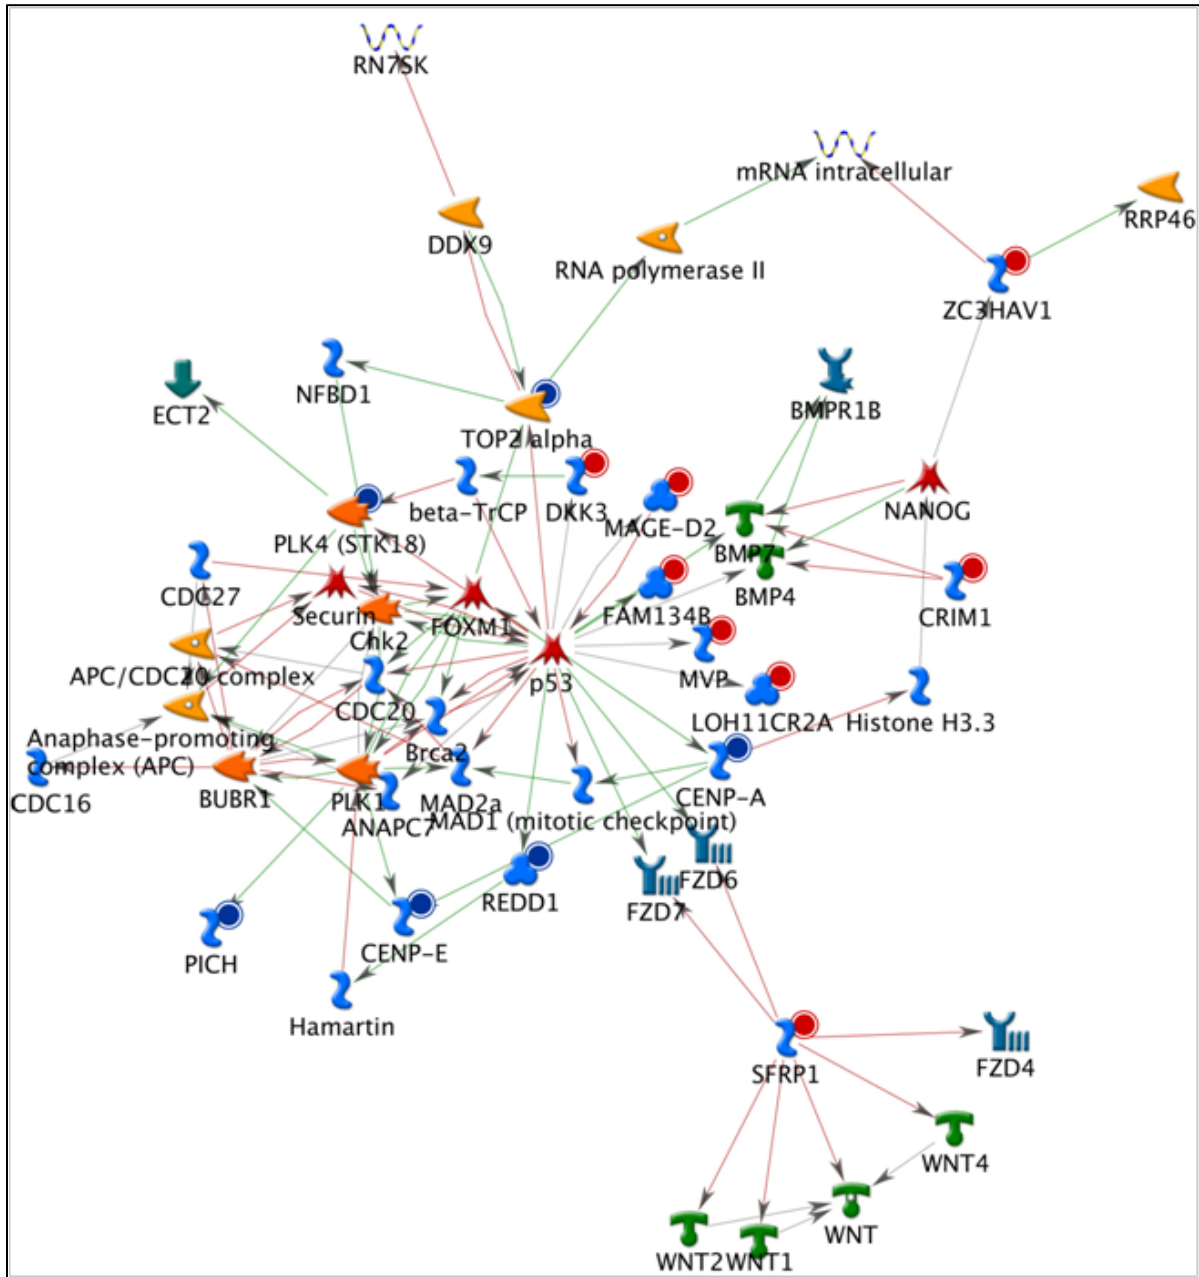 RN7SK
mRNA intracellular
RRP46
DDX9
RNA polymerase II
ZC3HAV1
NFBD1
ECT2
BMPR1B
TOP2 alpha
beta-TrCP
DKK3
MAGE-D2
NANOG
PLK4 (STK18)
BMP7
CDC27
Securin
FOXM1
FAM134B
BMP4
CRIM1
Chk2
APC/CDC20 complex
p53
MVP
CDC20
LOH11CR2A
Histone H3.3
Anaphase-promoting
complex (APC)
Brca2
CDC16
BUBR1
PLK1
MAD2a
CENP-A
ANAPC7
MAD1 (mitotic checkpoint)
REDD1
FZD6
FZD7
PICH
CENP-E
Hamartin
SFRP1
FZD4
WNT4
WNT
WNT2
WNT1